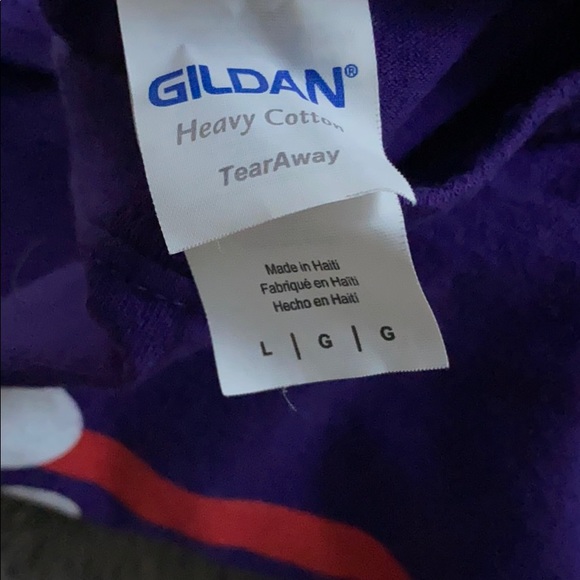 GILDAN®
Heavy Cotton
TearAway
Made in Haiti
Fabriqué en Haïti
Hecho en Haití
L | G | G